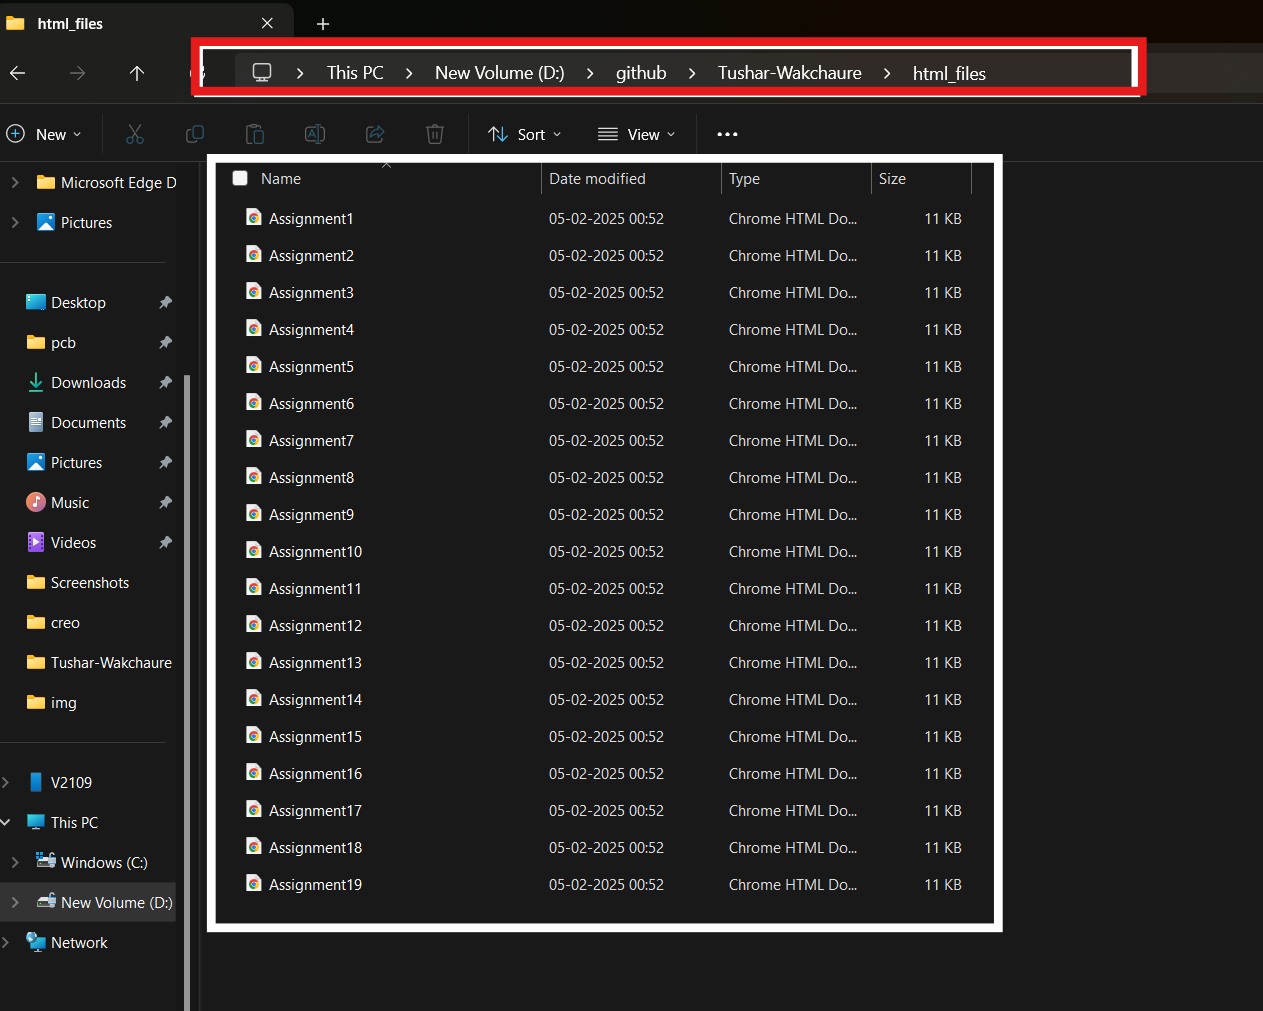 html_files
This PC > New Volume (D:) > github > Tushar-Wakchaure > html_files
New Sort View
Microsoft Edge D
Pictures
Desktop
pcb
Downloads
Documents
Pictures
Music
Videos
Screenshots
creo
Tushar-Wakchaure
img
V2109
This PC
Windows (C:)
New Volume (D:)
Network
Name Date modified Type Size
Assignment1 05-02-2025 00:52 Chrome HTML Do... 11 KB
Assignment2 05-02-2025 00:52 Chrome HTML Do... 11 KB
Assignment3 05-02-2025 00:52 Chrome HTML Do... 11 KB
Assignment4 05-02-2025 00:52 Chrome HTML Do... 11 KB
Assignment5 05-02-2025 00:52 Chrome HTML Do... 11 KB
Assignment6 05-02-2025 00:52 Chrome HTML Do... 11 KB
Assignment7 05-02-2025 00:52 Chrome HTML Do... 11 KB
Assignment8 05-02-2025 00:52 Chrome HTML Do... 11 KB
Assignment9 05-02-2025 00:52 Chrome HTML Do... 11 KB
Assignment10 05-02-2025 00:52 Chrome HTML Do... 11 KB
Assignment11 05-02-2025 00:52 Chrome HTML Do... 11 KB
Assignment12 05-02-2025 00:52 Chrome HTML Do... 11 KB
Assignment13 05-02-2025 00:52 Chrome HTML Do... 11 KB
Assignment14 05-02-2025 00:52 Chrome HTML Do... 11 KB
Assignment15 05-02-2025 00:52 Chrome HTML Do... 11 KB
Assignment16 05-02-2025 00:52 Chrome HTML Do... 11 KB
Assignment17 05-02-2025 00:52 Chrome HTML Do... 11 KB
Assignment18 05-02-2025 00:52 Chrome HTML Do... 11 KB
Assignment19 05-02-2025 00:52 Chrome HTML Do... 11 KB